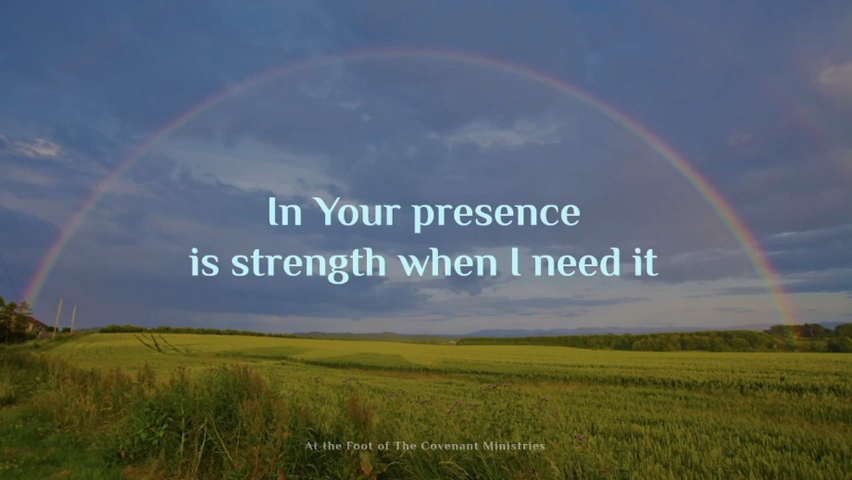 In Your presence
is strength when I need it
At the Foot of The Covenant Ministries